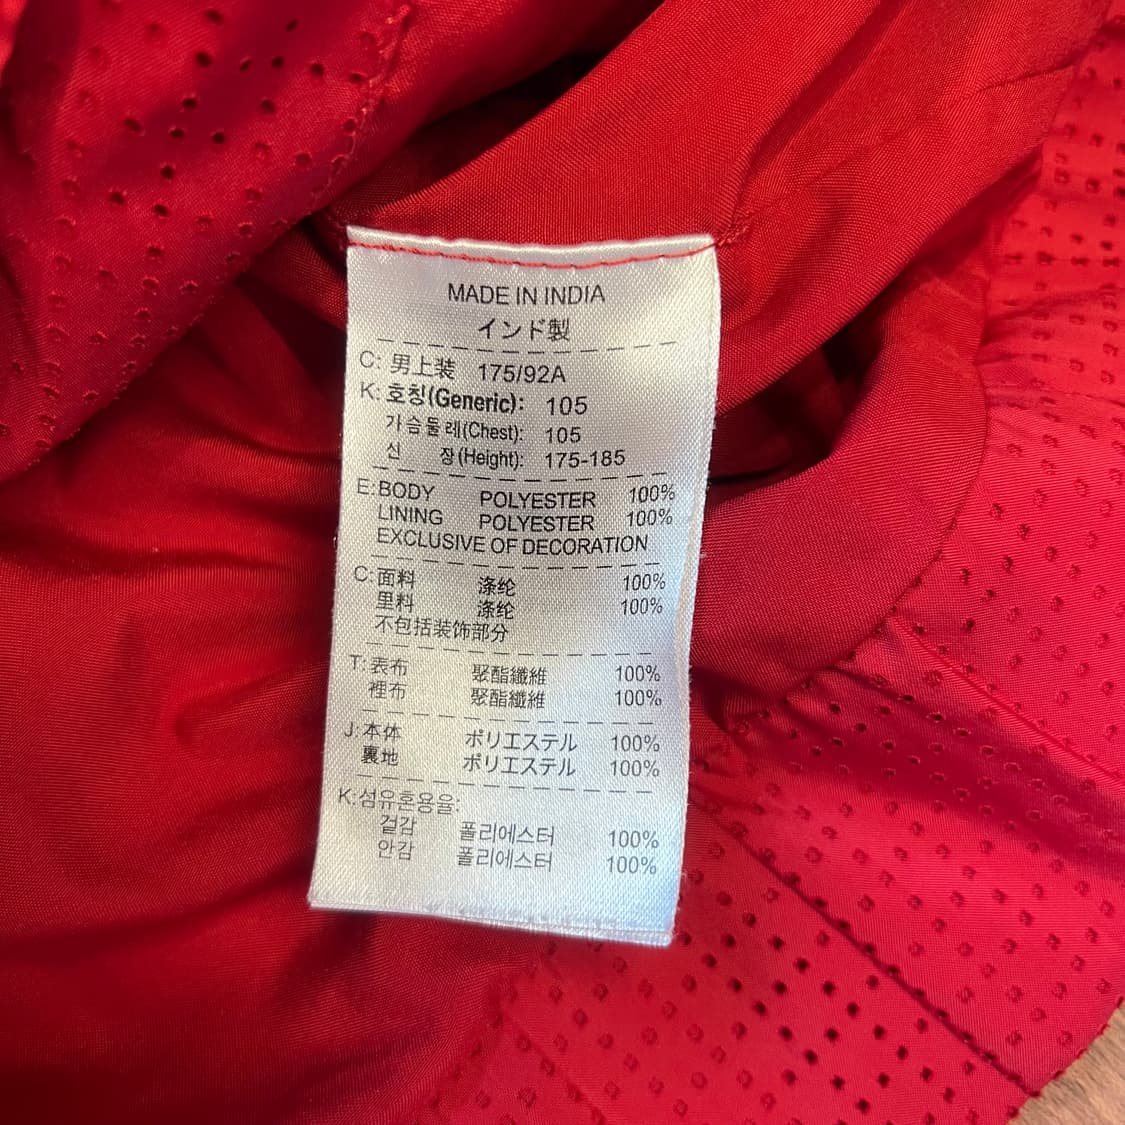 MADE IN INDIA
インド製
C: 男上装 175/92A
K: 호칭(Generic): 105
가슴둘레(Chest): 105
신 장(Height): 175-185
E:BODY POLYESTER 100%
LINING POLYESTER 100%
EXCLUSIVE OF DECORATION
C:面料 涤纶 100%
里料 涤纶 100%
不包括装饰部分
T:表布 聚酯纖維 100%
裡布 聚酯纖維 100%
J:本体 ポリエステル 100%
裏地 ポリエステル 100%
K:섬유혼용율:
겉감 폴리에스터 100%
안감 폴리에스터 100%